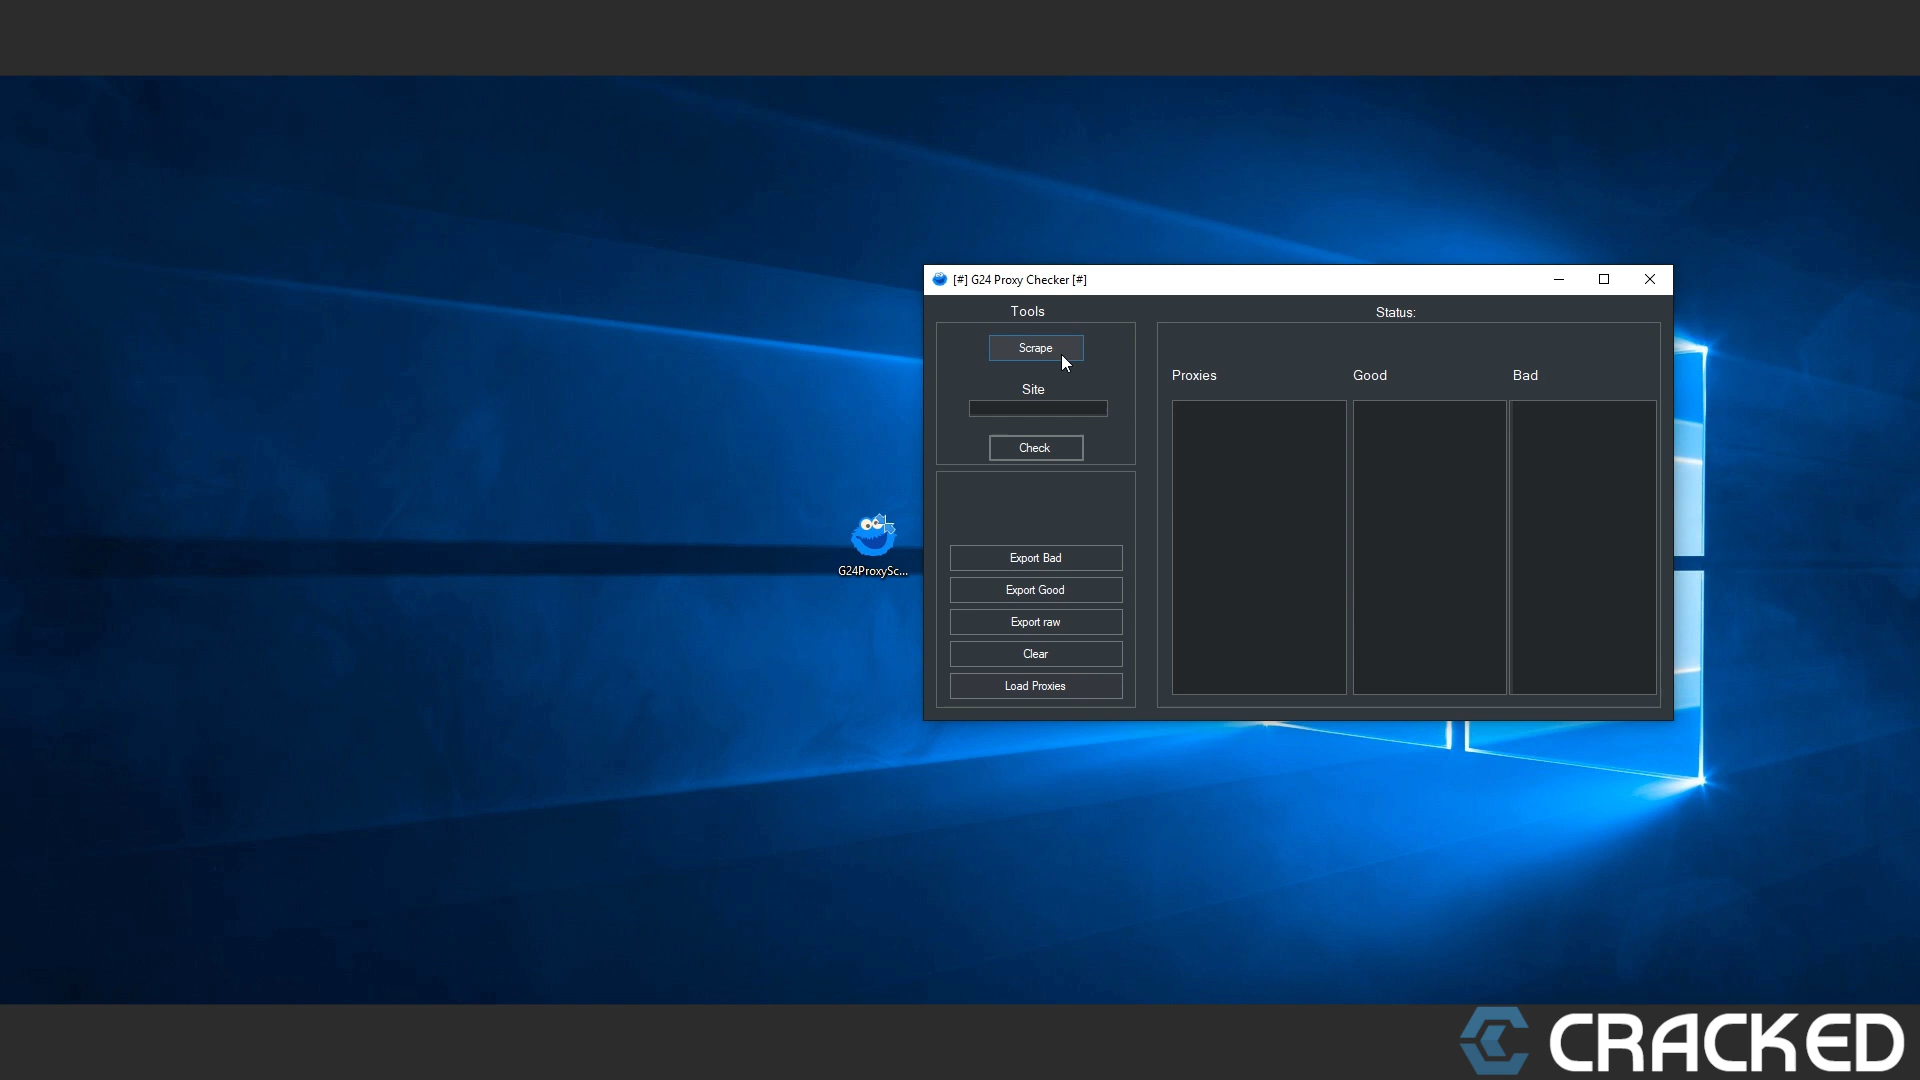 [#] G24 Proxy Checker [#]
Tools
Scrape
Site
Check
Export Bad
Export Good
Export raw
Clear
Load Proxies
Status:
Proxies
Good
Bad
G24ProxySc...
CRACKED